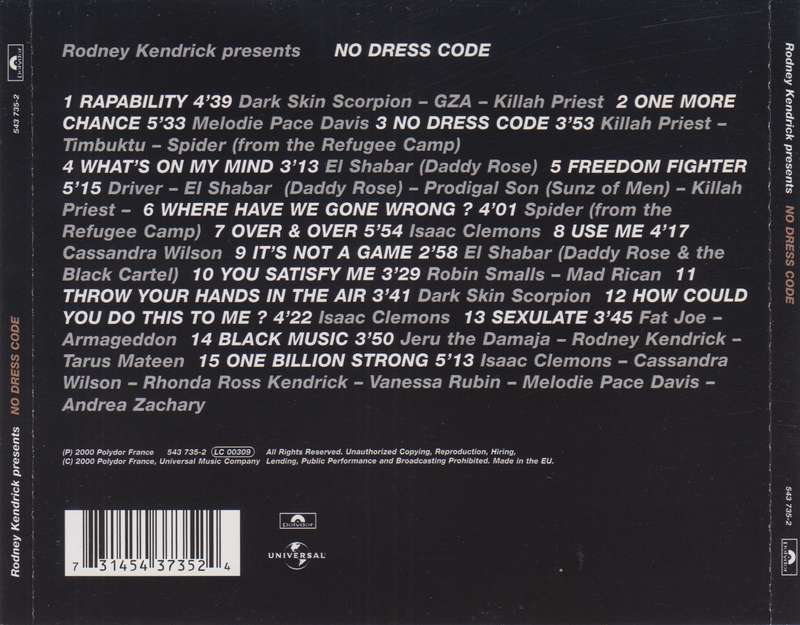 Rodney Kendrick presents NO DRESS CODE
1 RAPABILITY 4'39 Dark Skin Scorpion – GZA – Killah Priest 2 ONE MORE
CHANCE 5'33 Melodie Pace Davis 3 NO DRESS CODE 3'53 Killah Priest –
Timbuktu – Spider (from the Refugee Camp)
4 WHAT'S ON MY MIND 3'13 El Shabar (Daddy Rose) 5 FREEDOM FIGHTER
5'15 Driver – El Shabar (Daddy Rose) – Prodigal Son (Sunz of Men) – Killah
Priest – 6 WHERE HAVE WE GONE WRONG ? 4'01 Spider (from the
Refugee Camp) 7 OVER & OVER 5'54 Isaac Clemons 8 USE ME 4'17
Cassandra Wilson 9 IT'S NOT A GAME 2'58 El Shabar (Daddy Rose & the
Black Cartel) 10 YOU SATISFY ME 3'29 Robin Smalls – Mad Rican 11
THROW YOUR HANDS IN THE AIR 3'41 Dark Skin Scorpion 12 HOW COULD
YOU DO THIS TO ME ? 4'22 Isaac Clemons 13 SEXULATE 3'45 Fat Joe –
Armageddon 14 BLACK MUSIC 3'50 Jeru the Damaja – Rodney Kendrick –
Tarus Mateen 15 ONE BILLION STRONG 5'13 Isaac Clemons – Cassandra
Wilson – Rhonda Ross Kendrick – Vanessa Rubin – Melodie Pace Davis –
Andrea Zachary
(P) 2000 Polydor France 543 735-2 LC 00309 All Rights Reserved. Unauthorized Copying, Reproduction, Hiring,
(C) 2000 Polydor France, Universal Music Company Lending, Public Performance and Broadcasting Prohibited. Made in the EU.
7 31454 37352 4
polydor
UNIVERSAL
polydor
543 735-2
Rodney Kendrick presents NO DRESS CODE
Rodney Kendrick presents NO DRESS CODE
543 735-2
polydor